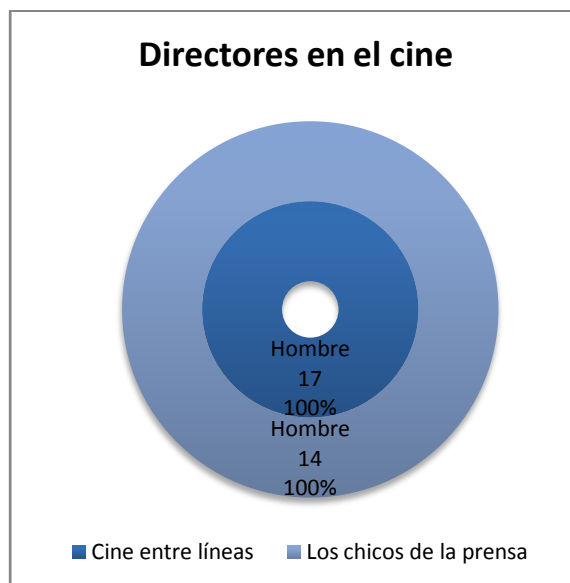 Directores en el cine
Hombre
17
100%
Hombre
14
100%
Cine entre líneas
Los chicos de la prensa